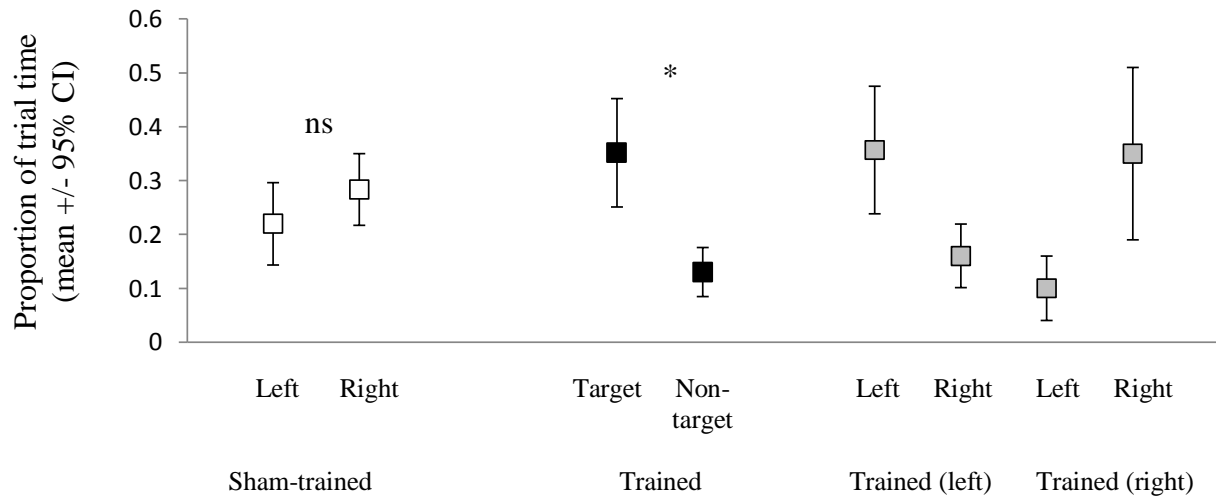 Proportion of trial time
(mean +/- 95% CI)
0.6
0.5
0.4
0.3
0.2
0.1
0
ns
*
Left Right Target Non-target Left Right Left Right
Sham-trained Trained Trained (left) Trained (right)